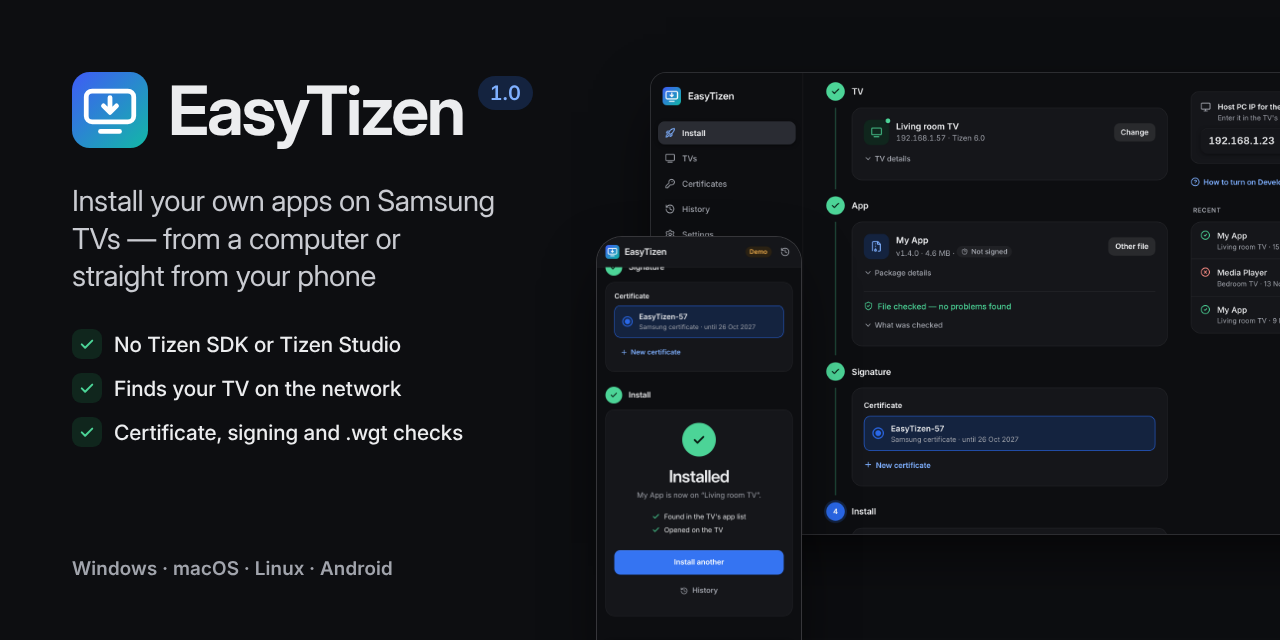 EasyTizen 1.0
Install your own apps on Samsung
TVs — from a computer or
straight from your phone
No Tizen SDK or Tizen Studio
Finds your TV on the network
Certificate, signing and .wgt checks
Windows · macOS · Linux · Android
EasyTizen
Install
TVs
Certificates
History
Settings
TV
Living room TV
192.168.1.57 · Tizen 6.0
Change
TV details
App
My App
v1.4.0 · 4.6 MB · Not signed
Other file
Package details
File checked — no problems found
What was checked
Signature
Certificate
EasyTizen-57
Samsung certificate · until 26 Oct 2027
+ New certificate
4 Install
Host PC IP for the
Enter it in the TV's
192.168.1.23
How to turn on Develo
RECENT
My App
Living room TV · 15
Media Player
Bedroom TV · 13 No
My App
Living room TV · 9
EasyTizen
Demo
Signature
Certificate
EasyTizen-57
Samsung certificate · until 26 Oct 2027
+ New certificate
Install
Installed
My App is now on “Living room TV”.
Found in the TV's app list
Opened on the TV
Install another
History